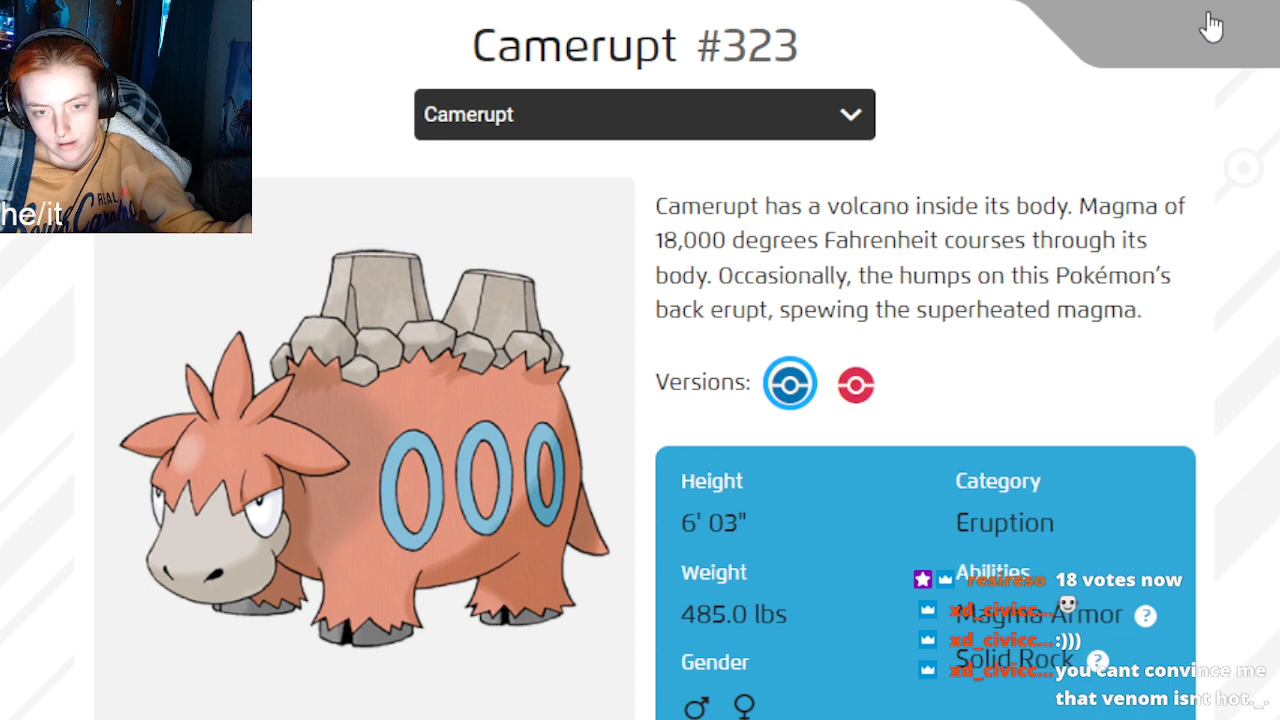 Camerupt #323
Camerupt
REAL
he/it
Camerupt has a volcano inside its body. Magma of
18,000 degrees Fahrenheit courses through its
body. Occasionally, the humps on this Pokémon's
back erupt, spewing the superheated magma.
Versions:
Height
Category
6' 03"
Eruption
Weight
Abilities
resireso 18 votes now
485.0 lbs
Magma Armor ?
xd_civicc...
xd_civicc... :)))
Solid Rock ?
Gender
xd_civicc... you cant convince me
that venom isnt hot._.